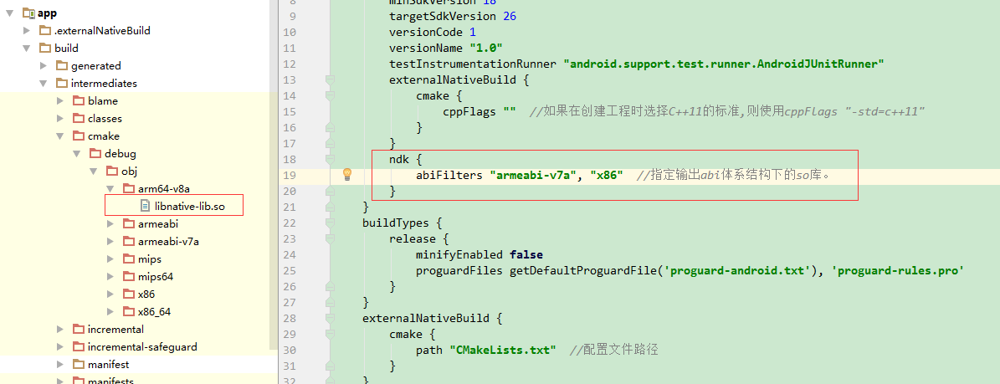 app
.externalNativeBuild
build
generated
intermediates
blame
classes
cmake
debug
obj
arm64-v8a
libnative-lib.so
armeabi
armeabi-v7a
mips
mips64
x86
x86_64
incremental
incremental-safeguard
manifest
manifests
8 minSdkVersion 18
9 targetSdkVersion 26
10 versionCode 1
11 versionName "1.0"
12 testInstrumentationRunner "android.support.test.runner.AndroidJUnitRunner"
13 externalNativeBuild {
14 cmake {
15 cppFlags "" //如果在创建工程时选择C++11的标准,则使用cppFlags "-std=c++11"
16 }
17 }
18 ndk {
19 abiFilters "armeabi-v7a", "x86" //指定输出abi体系结构下的so库。
20 }
21 }
22 buildTypes {
23 release {
24 minifyEnabled false
25 proguardFiles getDefaultProguardFile('proguard-android.txt'), 'proguard-rules.pro'
26 }
27 }
28 externalNativeBuild {
29 cmake {
30 path "CMakeLists.txt" //配置文件路径
31 }
32 }